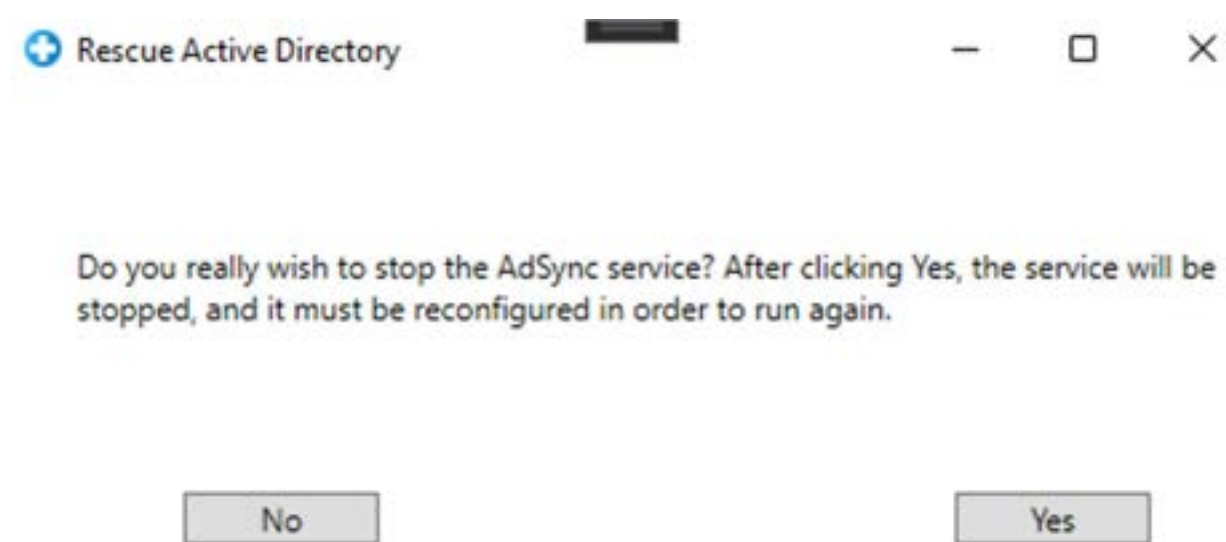 Rescue Active Directory
Do you really wish to stop the AdSync service? After clicking Yes, the service will be
stopped, and it must be reconfigured in order to run again.
No
Yes